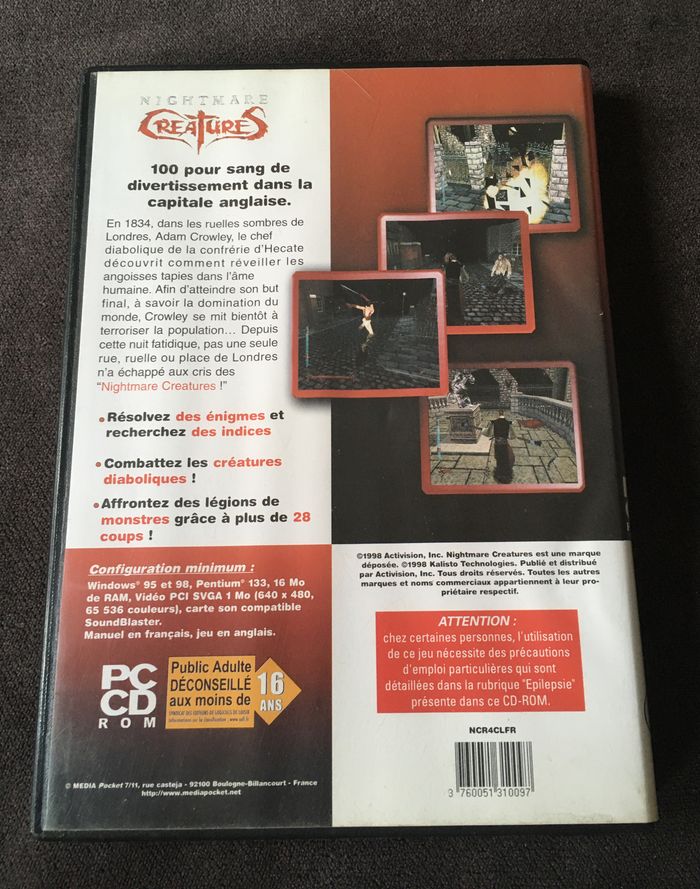 NIGHTMARE
CREATURES
100 pour sang de
divertissement dans la
capitale anglaise.
En 1834, dans les ruelles sombres de
Londres, Adam Crowley, le chef
diabolique de la confrérie d'Hecate
découvrit comment réveiller les
angoisses tapies dans l'âme
humaine. Afin d'atteindre son but
final, à savoir la domination du
monde, Crowley se mit bientôt à
terroriser la population... Depuis
cette nuit fatidique, pas une seule
rue, ruelle ou place de Londres
n'a échappé aux cris des
"Nightmare Creatures !"
• Résolvez des énigmes et
recherchez des indices
• Combattez les créatures
diaboliques !
• Affrontez des légions de
monstres grâce à plus de 28
coups !
Configuration minimum :
Windows® 95 et 98, Pentium® 133, 16 Mo
de RAM, Vidéo PCI SVGA 1 Mo (640 x 480,
65 536 couleurs), carte son compatible
SoundBlaster.
Manuel en français, jeu en anglais.
PC
CD
ROM
Public Adulte
DÉCONSEILLÉ
aux moins de
16
ANS
SYNDICAT DES EDITIONS DE LOGICIELS DE LOISIR
© MEDIA Pocket 7/11, rue casteja - 92100 Boulogne-Billancourt - France
http://www.mediapocket.net
©1998 Activision, Inc. Nightmare Creatures est une marque
déposée. ©1998 Kalisto Technologies. Publié et distribué
par Activision, Inc. Tous droits réservés. Toutes les autres
marques et noms commerciaux appartiennent à leur pro-
priétaire respectif.
ATTENTION :
chez certaines personnes, l'utilisation
de ce jeu nécessite des précautions
d'emploi particulières qui sont
détaillées dans la rubrique "Epilepsie"
présente dans ce CD-ROM.
NCR4CLFR
3 760051 310097